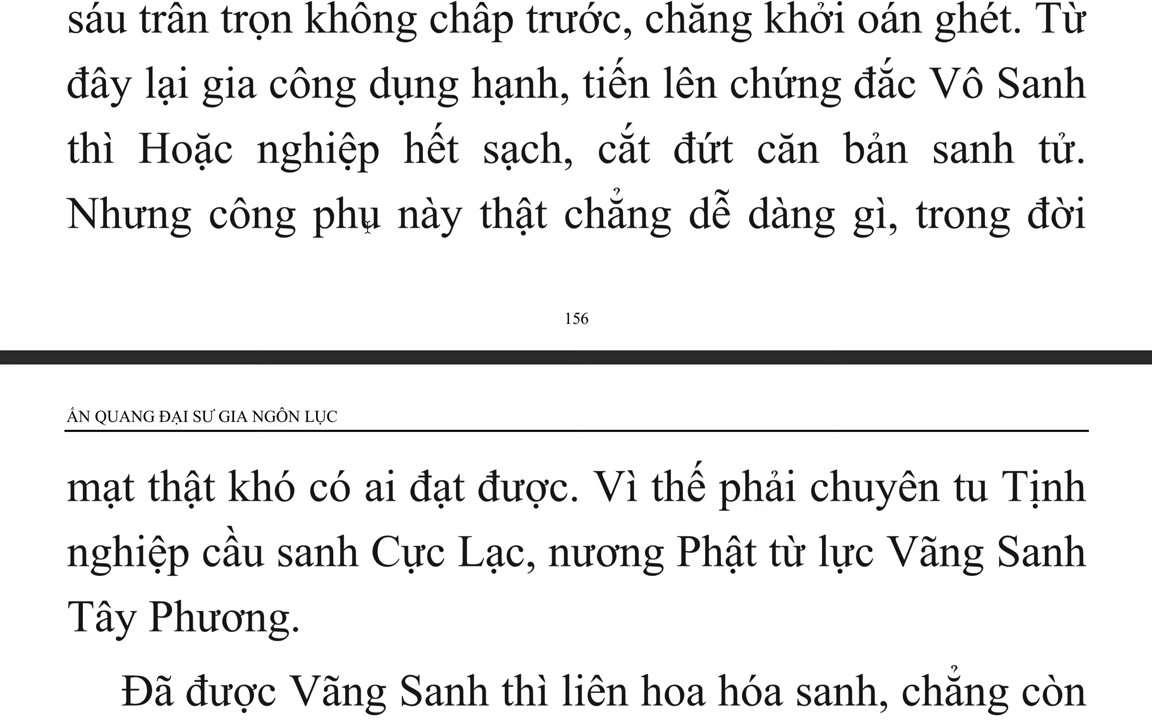 sáu trần trọn không chấp trước, chẳng khởi oán ghét. Từ
đây lại gia công dụng hạnh, tiến lên chứng đắc Vô Sanh
thì Hoặc nghiệp hết sạch, cắt đứt căn bản sanh tử.
Nhưng công phu này thật chẳng dễ dàng gì, trong đời
156
ẤN QUANG ĐẠI SƯ GIA NGÔN LỤC
mạt thật khó có ai đạt được. Vì thế phải chuyên tu Tịnh
nghiệp cầu sanh Cực Lạc, nương Phật từ lực Vãng Sanh
Tây Phương.
Đã được Vãng Sanh thì liên hoa hóa sanh, chẳng còn